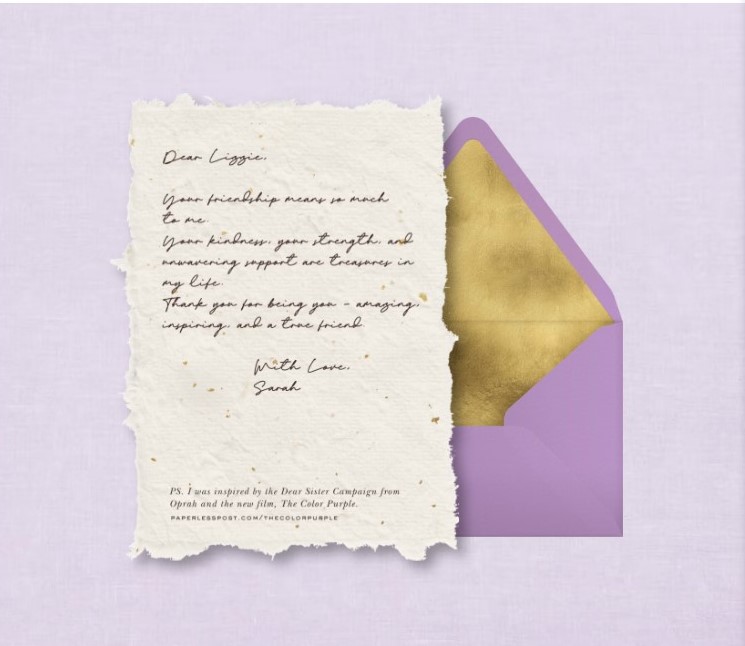 Dear Lizzie,
Your friendship means so much
to me.
Your kindness, your strength, and
unwavering support are treasures in
my life.
Thank you for being you - amazing,
inspiring, and a true friend.
With Love,
Sarah
PS. I was inspired by the Dear Sister Campaign from
Oprah and the new film, The Color Purple.
PAPERLESSPOST.COM/THECOLORPURPLE